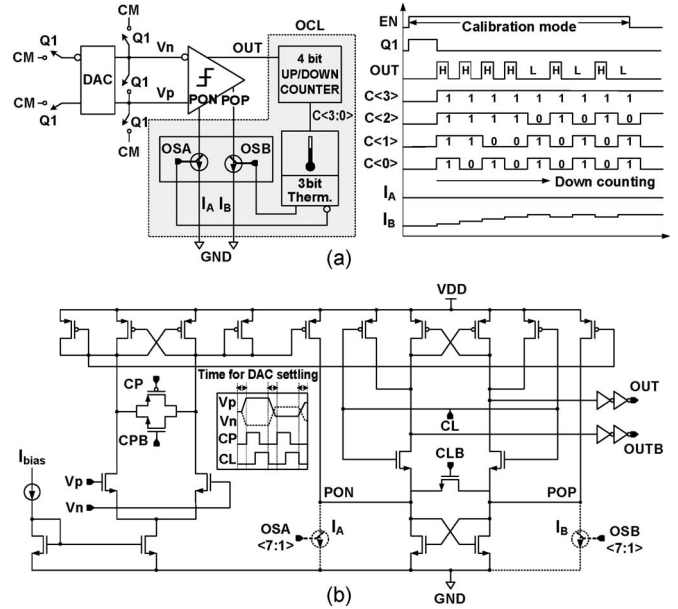 CM
CM
Q1
Q1
Vn
OUT
OCL
CM
DAC
4 bit
UP/DOWN
COUNTER
CM
Q1
Q1
Vp
PON
POP
C<3:0>
CM
CM
OSA
OSB
3bit
Therm.
IA IB
GND
EN
Calibration mode
Q1
OUT H H H H L L H L
C<3> 1 1 1 1 1 1 1 1
C<2> 1 1 1 1 0 1 0 1 0
C<1> 1 1 0 0 1 0 1 0 1
C<0> 1 0 1 0 1 0 1 0 1
Down counting
IA
IB
(a)
VDD
CP
CPB
Time for DAC settling
Vp
Vn
CP
CL
CL
OUT
OUTB
CLB
Ibias
Vp
Vn
PON
POP
OSA
<7:1>
IA
IB
OSB
<7:1>
GND
(b)